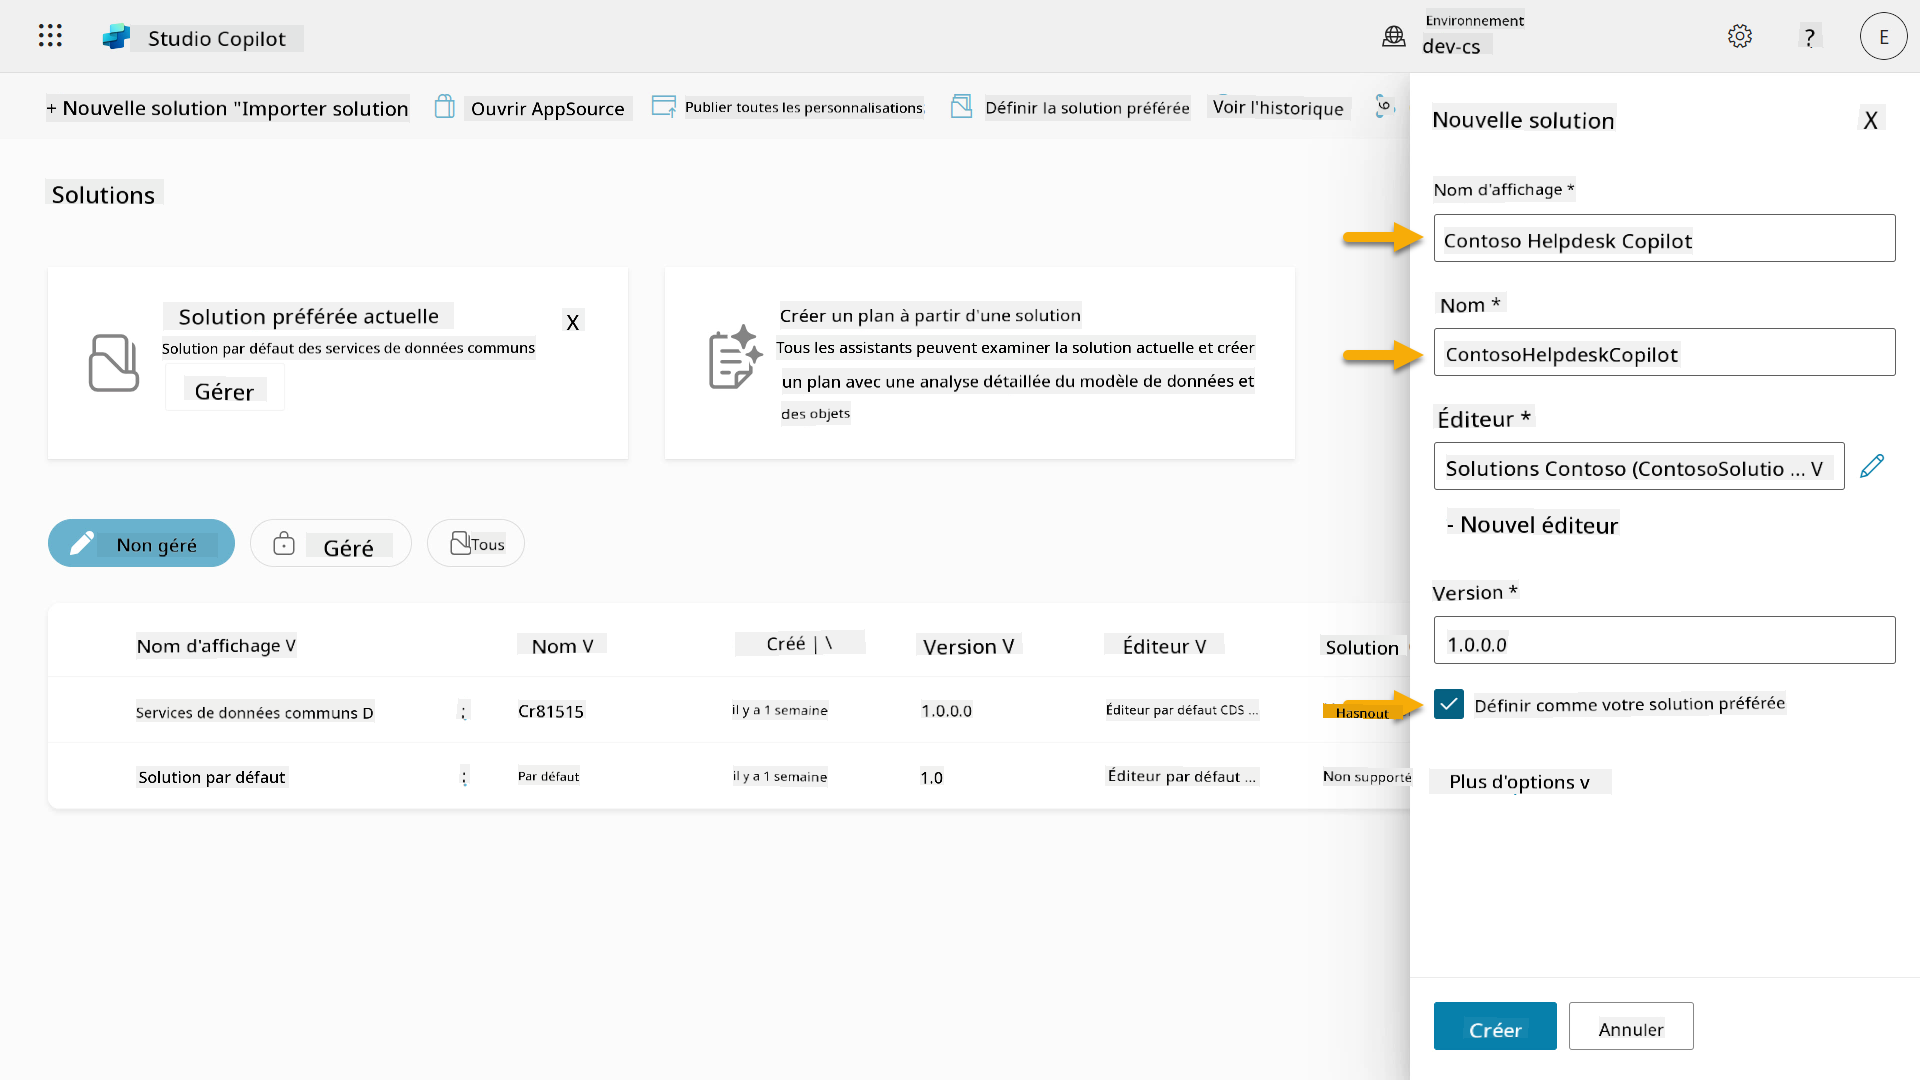 Studio Copilot
Environnement
dev-cs
?
E
+ Nouvelle solution "Importer solution
Ouvrir AppSource
Publier toutes les personnalisations
Définir la solution préférée
Voir l'historique
Solutions
Solution préférée actuelle
X
Solution par défaut des services de données communs
Gérer
Créer un plan à partir d'une solution
Tous les assistants peuvent examiner la solution actuelle et créer
un plan avec une analyse détaillée du modèle de données et
des objets
Non géré
Géré
Tous
Nom d'affichage V
Nom V
Créé | \
Version V
Éditeur V
Solution
Services de données communs D
:
Cr81515
il y a 1 semaine
1.0.0.0
Éditeur par défaut CDS ...
Hasnout
Solution par défaut
:
Par défaut
il y a 1 semaine
1.0
Éditeur par défaut ...
Non supporté
Nouvelle solution
X
Nom d'affichage *
Contoso Helpdesk Copilot
Nom *
ContosoHelpdeskCopilot
Éditeur *
Solutions Contoso (ContosoSolutio ... V
- Nouvel éditeur
Version *
1.0.0.0
Définir comme votre solution préférée
Plus d'options v
Créer
Annuler